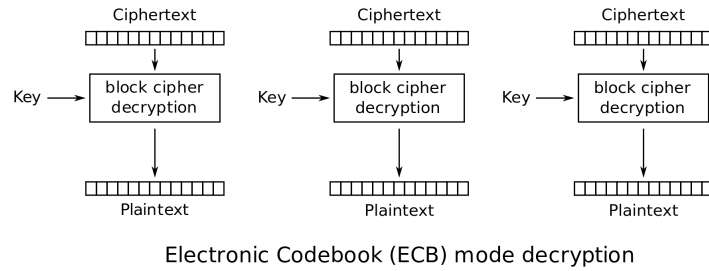 Ciphertext Ciphertext Ciphertext
Key block cipher decryption Key block cipher decryption Key block cipher decryption
Plaintext Plaintext Plaintext
Electronic Codebook (ECB) mode decryption